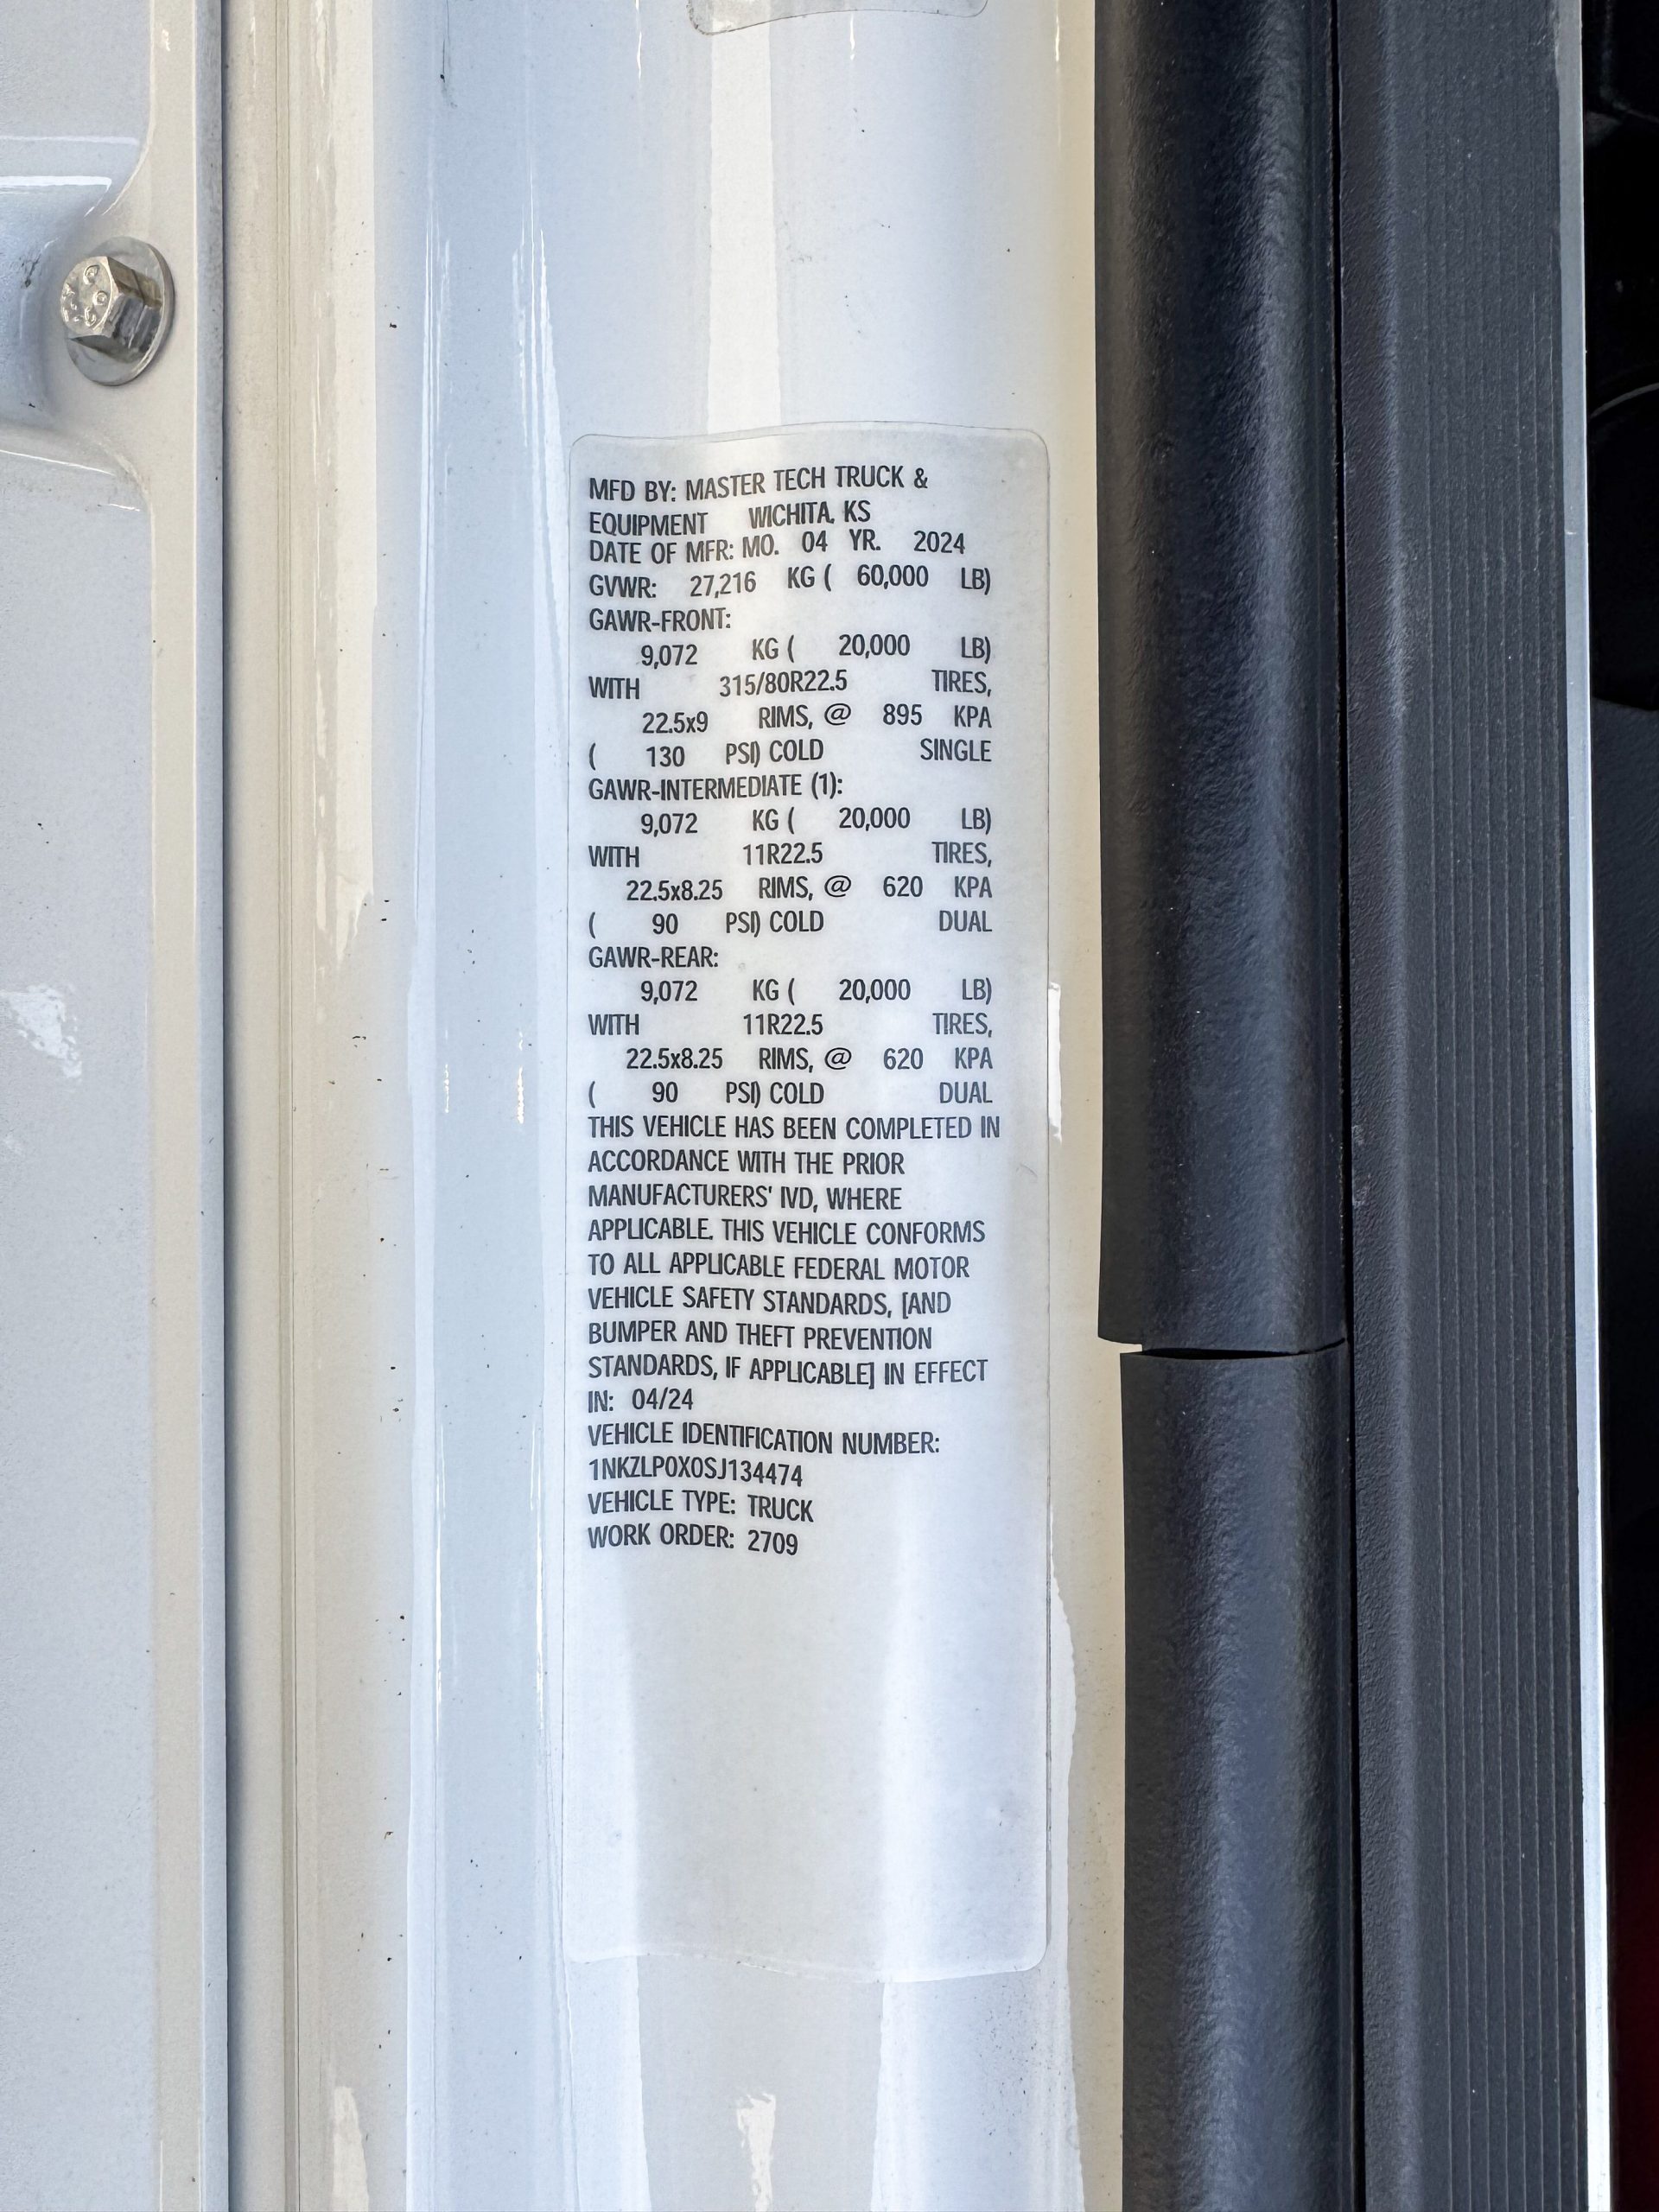 MFD BY: MASTER TECH TRUCK &
EQUIPMENT WICHITA, KS
DATE OF MFR: MO. 04 YR. 2024
GVWR: 27,216 KG ( 60,000 LB)
GAWR-FRONT:
9,072 KG ( 20,000 LB)
WITH 315/80R22.5 TIRES,
22.5x9 RIMS, @ 895 KPA
( 130 PSI) COLD SINGLE
GAWR-INTERMEDIATE (1):
9,072 KG ( 20,000 LB)
WITH 11R22.5 TIRES,
22.5x8.25 RIMS, @ 620 KPA
( 90 PSI) COLD DUAL
GAWR-REAR:
9,072 KG ( 20,000 LB)
WITH 11R22.5 TIRES,
22.5x8.25 RIMS, @ 620 KPA
( 90 PSI) COLD DUAL
THIS VEHICLE HAS BEEN COMPLETED IN
ACCORDANCE WITH THE PRIOR
MANUFACTURERS' IVD, WHERE
APPLICABLE. THIS VEHICLE CONFORMS
TO ALL APPLICABLE FEDERAL MOTOR
VEHICLE SAFETY STANDARDS, [AND
BUMPER AND THEFT PREVENTION
STANDARDS, IF APPLICABLE] IN EFFECT
IN: 04/24
VEHICLE IDENTIFICATION NUMBER:
1NKZLP0X0SJ134474
VEHICLE TYPE: TRUCK
WORK ORDER: 2709